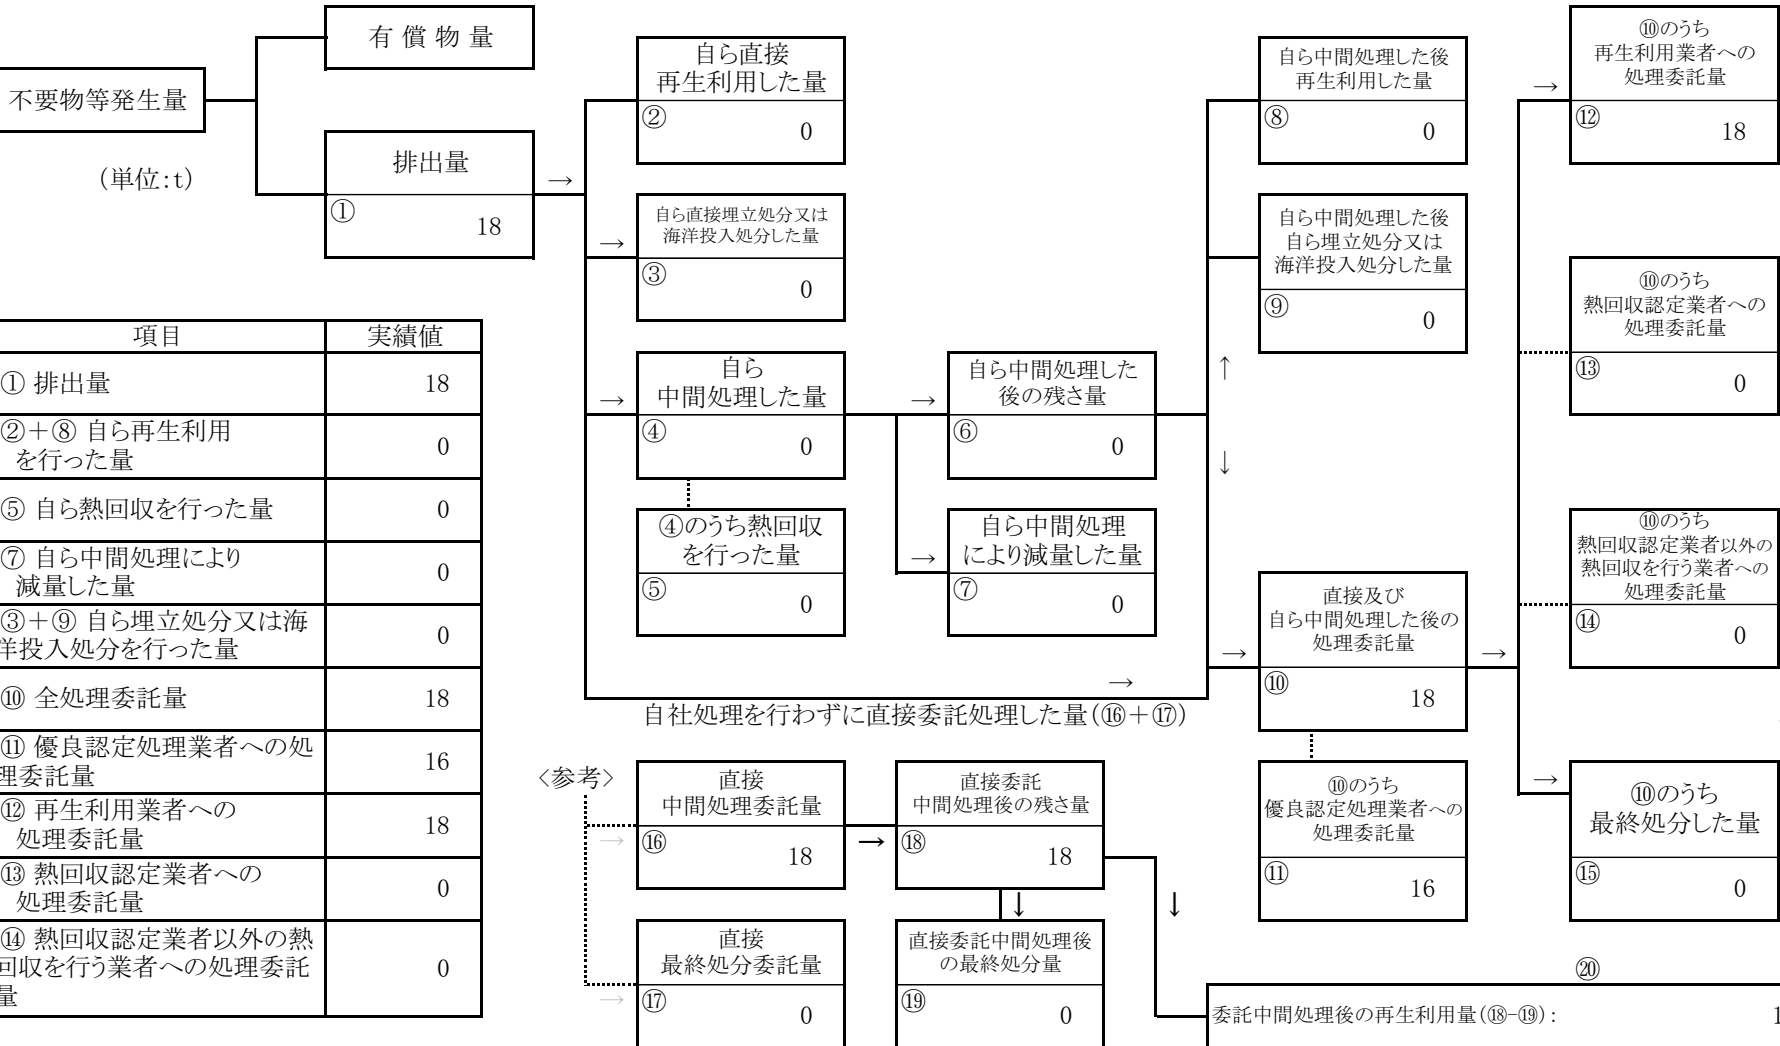 有償物量
不要物等発生量
(単位:t)
排出量
①
18
→
自ら直接
再生利用した量
②
0
→
自ら直接埋立処分又は
海洋投入処分した量
③
0
→
自ら
中間処理した量
④
0
④のうち熱回収
を行った量
⑤
0
→
自ら中間処理した
後の残さ量
⑥
0
→
自ら中間処理
により減量した量
⑦
0
自ら中間処理した後
再生利用した量
⑧
0
自ら中間処理した後
自ら埋立処分又は
海洋投入処分した量
⑨
0
↑
↓
→
自社処理を行わずに直接委託処理した量(⑯+⑰)
→
直接及び
自ら中間処理した後の
処理委託量
⑩
18
→
⑩のうち
優良認定処理業者への
処理委託量
⑪
16
→
⑩のうち
再生利用業者への
処理委託量
⑫
18
⑩のうち
熱回収認定業者への
処理委託量
⑬
0
⑩のうち
熱回収認定業者以外の
熱回収を行う業者への
処理委託量
⑭
0
→
⑩のうち
最終処分した量
⑮
0
項目 実績値
① 排出量 18
②+⑧ 自ら再生利用
を行った量
0
⑤ 自ら熱回収を行った量 0
⑦ 自ら中間処理により
減量した量
0
③+⑨ 自ら埋立処分又は海
洋投入処分を行った量
0
⑩ 全処理委託量 18
⑪ 優良認定処理業者への処
理委託量
16
⑫ 再生利用業者への
処理委託量
18
⑬ 熱回収認定業者への
処理委託量
0
⑭ 熱回収認定業者以外の熱
回収を行う業者への処理委託
量
0
<参考>
→
直接
中間処理委託量
⑯
18
→
直接委託
中間処理後の残さ量
⑱
18
↓
↓
→
直接
最終処分委託量
⑰
0
直接委託中間処理後
の最終処分量
⑲
0
⑳
委託中間処理後の再生利用量(⑱-⑲):